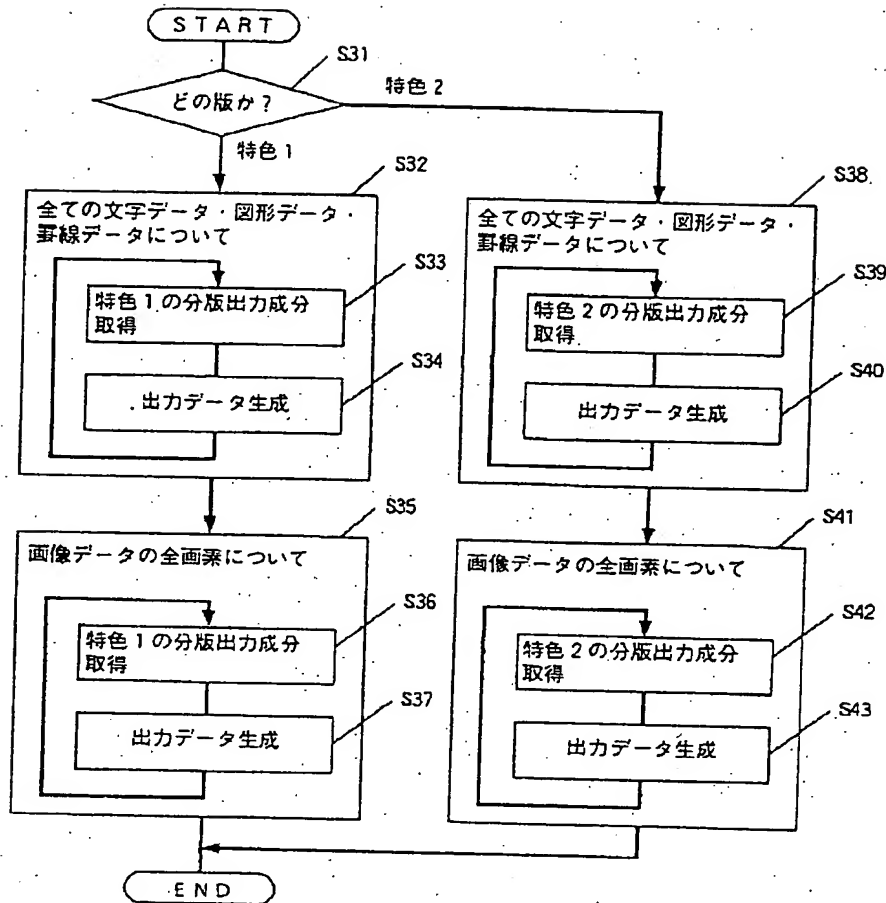 START
S31
どの版か?
特色2
特色1
S32
全ての文字データ・図形データ・
罫線データについて
S33
特色1の分版出力成分
取得
S34
出力データ生成
S35
画像データの全画素について
S36
特色1の分版出力成分
取得
S37
出力データ生成
S38
全ての文字データ・図形データ・
罫線データについて
S39
特色2の分版出力成分
取得
S40
出力データ生成
S41
画像データの全画素について
S42
特色2の分版出力成分
取得
S43
出力データ生成
END